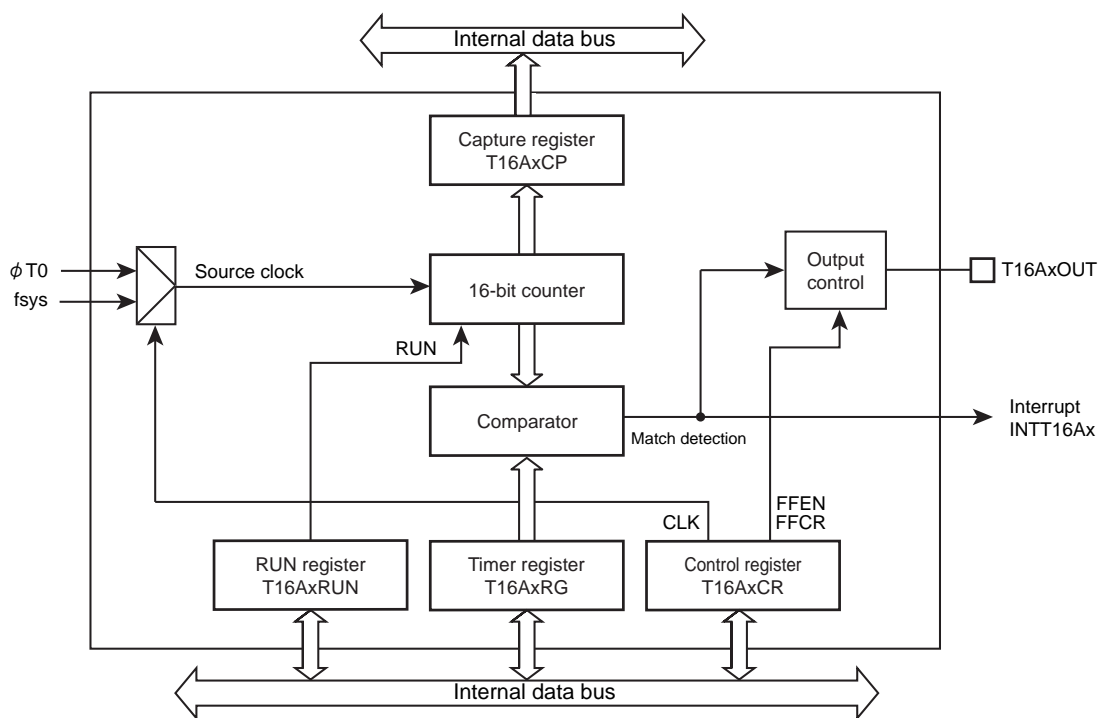 Internal data bus
Capture register
T16AxCP
ϕ T0
fsys
Source clock
16-bit counter
Output
control
T16AxOUT
RUN
Comparator
Match detection
Interrupt
INTT16Ax
CLK
FFEN
FFCR
RUN register
T16AxRUN
Timer register
T16AxRG
Control register
T16AxCR
Internal data bus